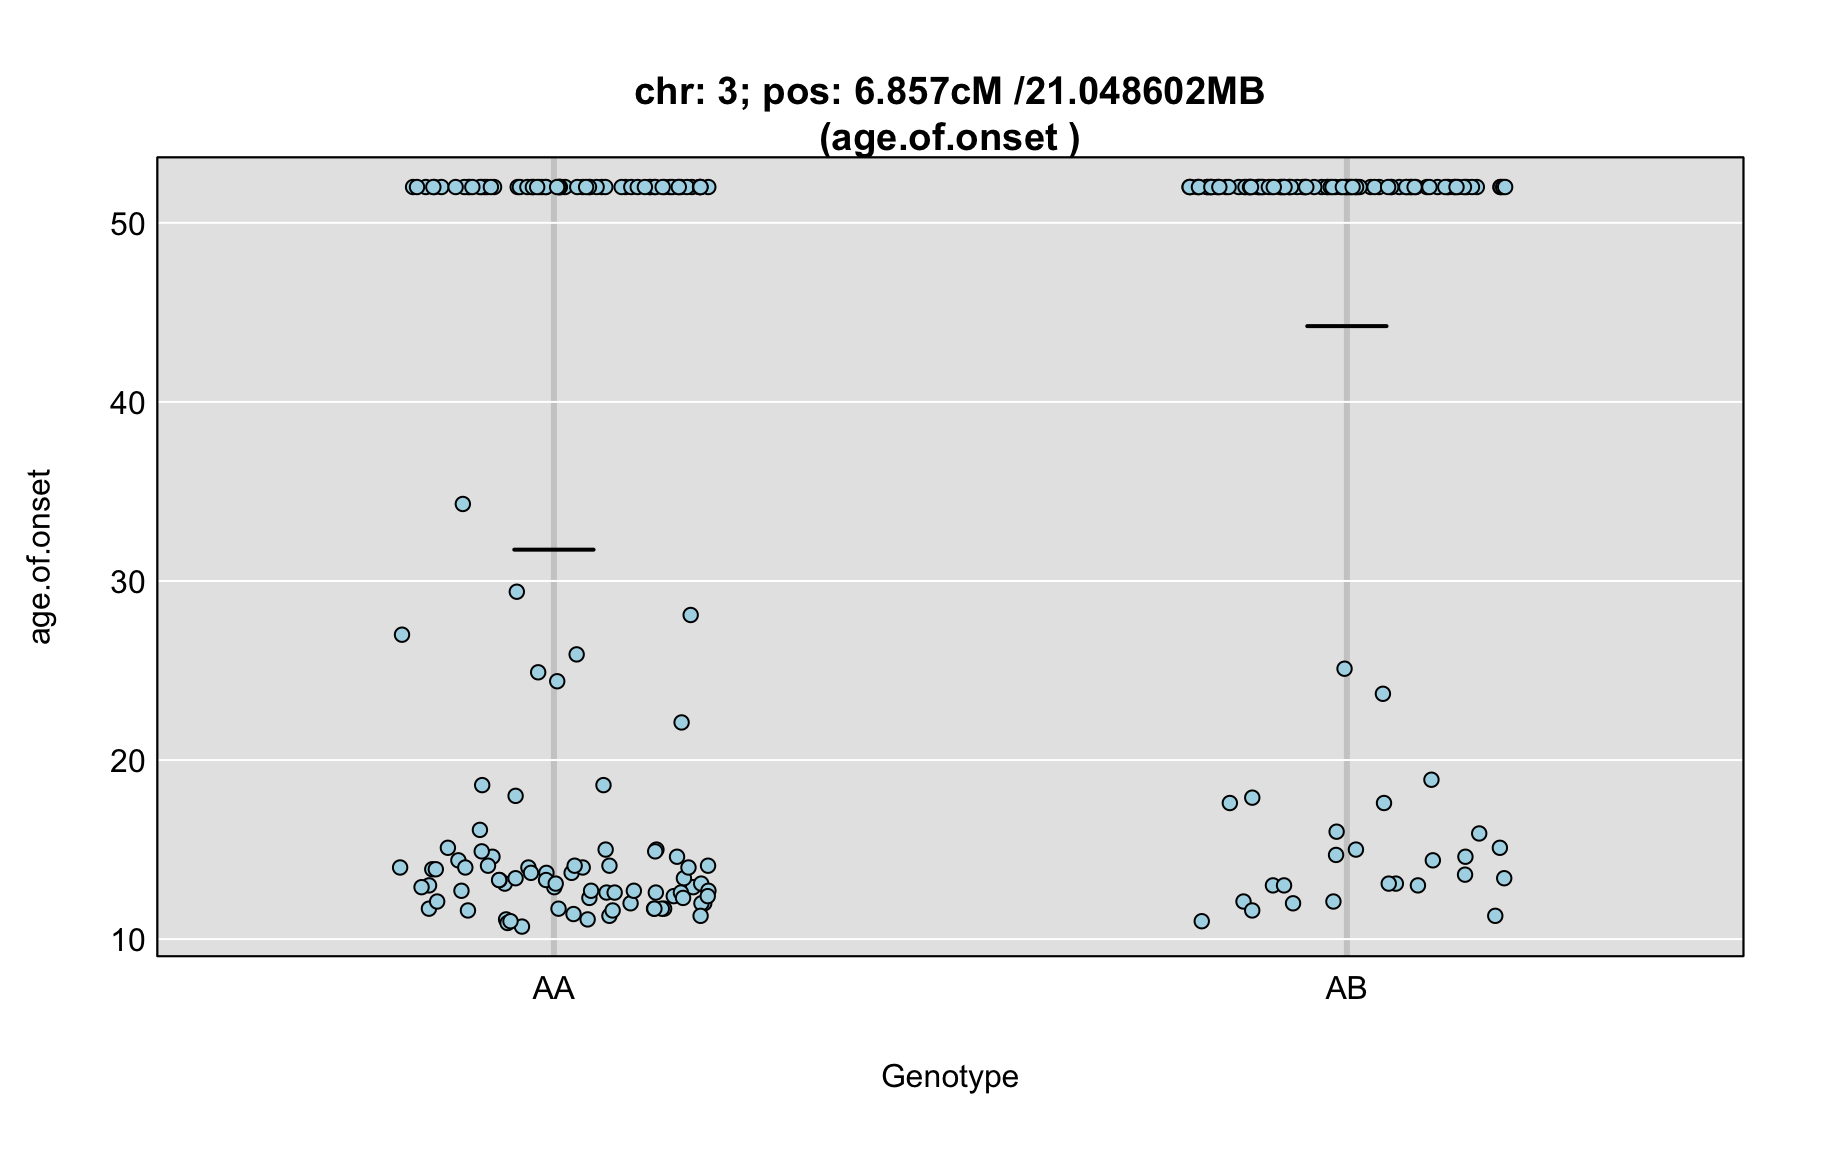 chr: 3; pos: 6.857cM /21.048602MB
(age.of.onset )
50
40
30
20
10
age.of.onset
AA
AB
Genotype